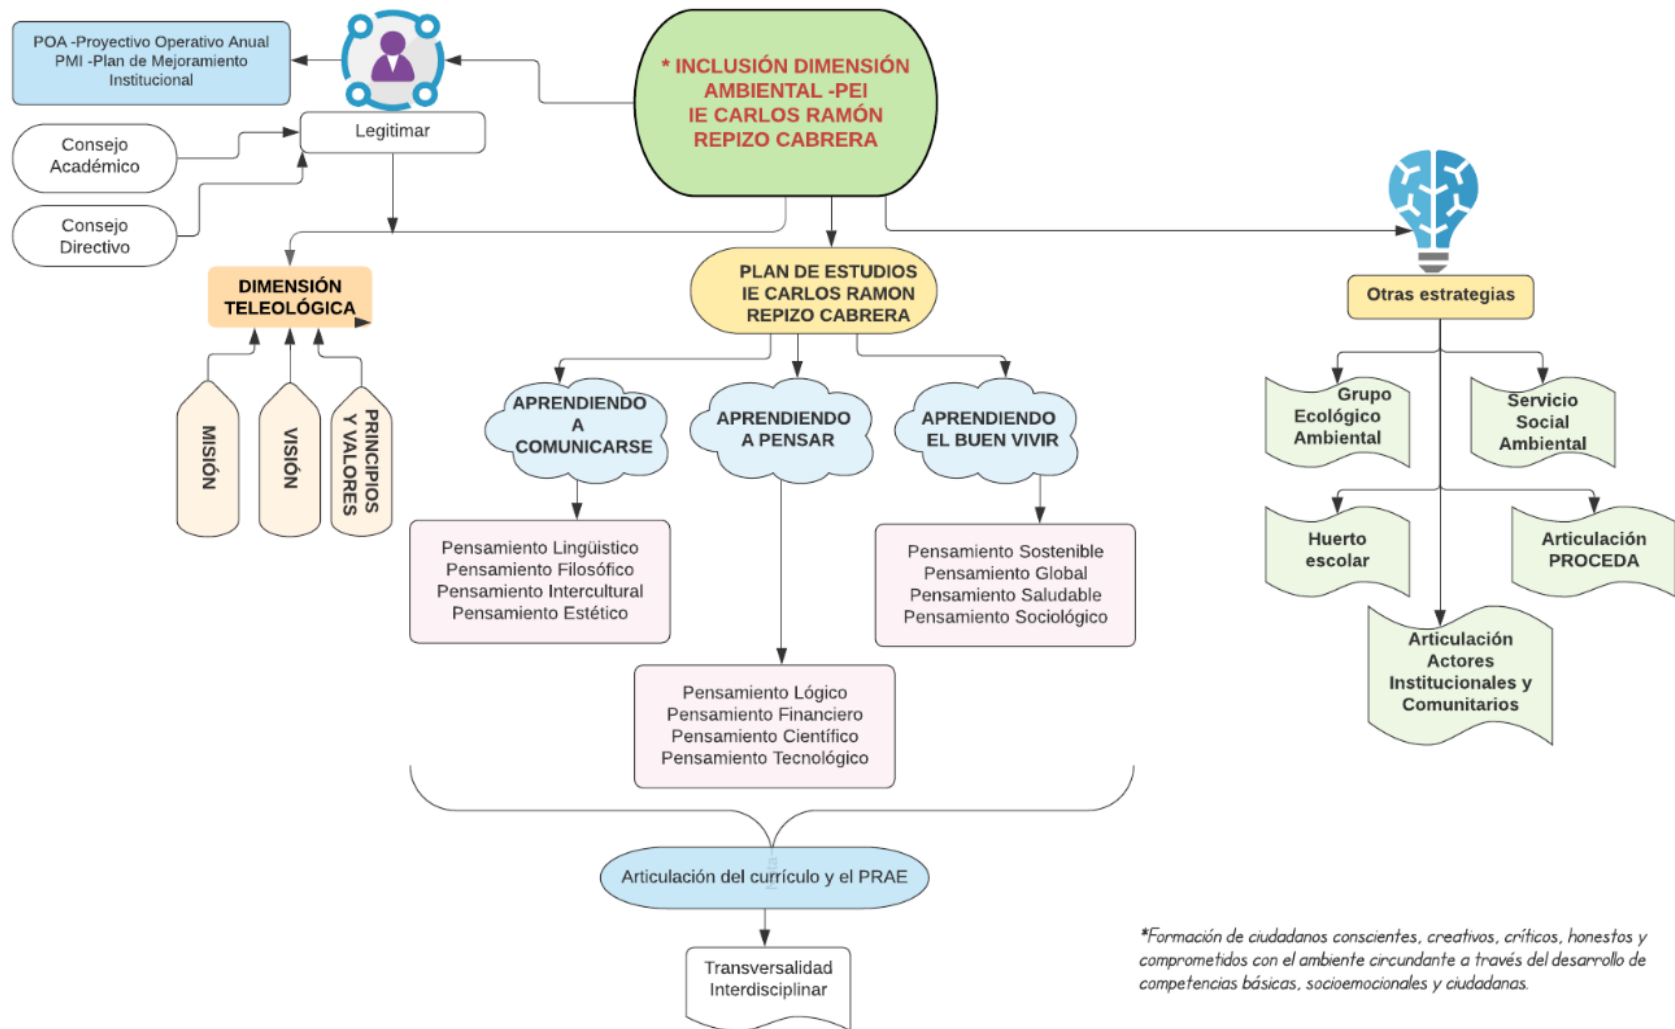 POA -Proyectivo Operativo Anual
PMI -Plan de Mejoramiento
Institucional
Legitimar
Consejo
Académico
Consejo
Directivo
* INCLUSIÓN DIMENSIÓN
AMBIENTAL -PEI
IE CARLOS RAMÓN
REPIZO CABRERA
DIMENSIÓN
TELEOLÓGICA
MISIÓN
VISIÓN
PRINCIPIOS
Y VALORES
PLAN DE ESTUDIOS
IE CARLOS RAMON
REPIZO CABRERA
APRENDIENDO
A
COMUNICARSE
APRENDIENDO
A PENSAR
APRENDIENDO
EL BUEN VIVIR
Pensamiento Lingüistico
Pensamiento Filosófico
Pensamiento Intercultural
Pensamiento Estético
Pensamiento Lógico
Pensamiento Financiero
Pensamiento Científico
Pensamiento Tecnológico
Pensamiento Sostenible
Pensamiento Global
Pensamiento Saludable
Pensamiento Sociológico
Articulación del currículo y el PRAE
Transversalidad
Interdisciplinar
Otras estrategias
Grupo
Ecológico
Ambiental
Servicio
Social
Ambiental
Huerto
escolar
Articulación
PROCEDA
Articulación
Actores
Institucionales y
Comunitarios
*Formación de ciudadanos conscientes, creativos, críticos, honestos y
comprometidos con el ambiente circundante a través del desarrollo de
competencias básicas, socioemocionales y ciudadanas.